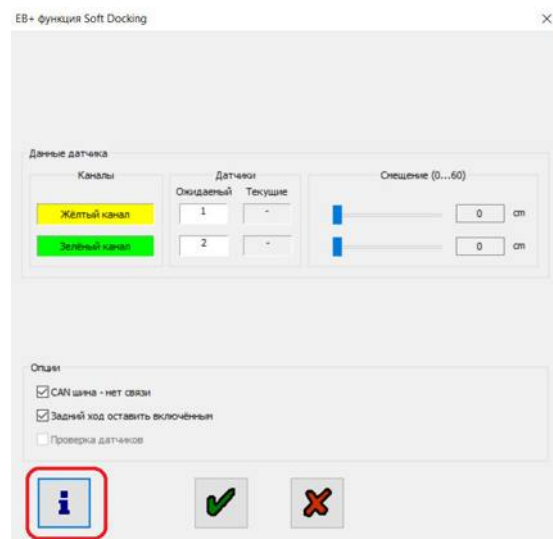 EB+ функция Soft Docking
Данные датчика
Каналы
Датчики
Смещение (0...60)
Ожидаемый Текущие
Жёлтый канал 1 - 0 cm
Зелёный канал 2 - 0 cm
Опции
CAN шина - нет связи
Задний ход оставить включённым
Проверка датчиков
i